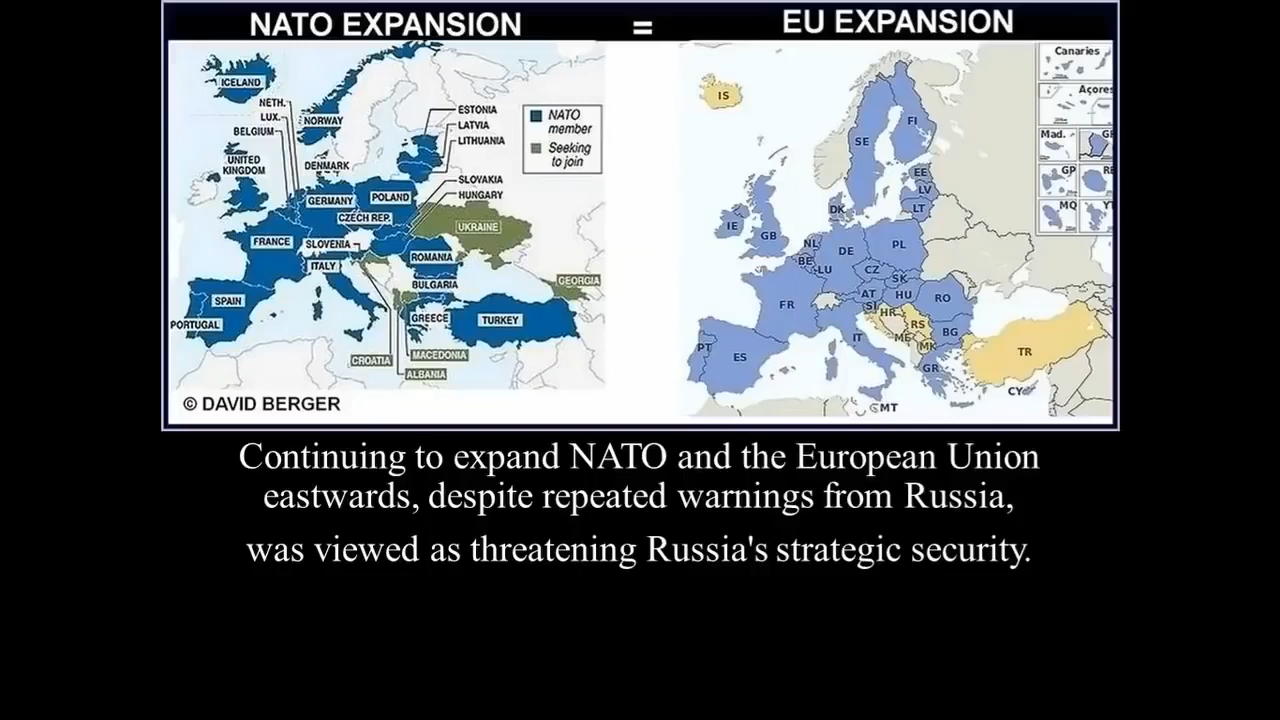 NATO EXPANSION = EU EXPANSION
ICELAND
NETH.
LUX.
BELGIUM
NORWAY
UNITED
KINGDOM
DENMARK
ESTONIA
LATVIA
LITHUANIA
SLOVAKIA
HUNGARY
GERMANY
POLAND
CZECH REP.
UKRAINE
FRANCE
SLOVENIA
ITALY
ROMANIA
BULGARIA
GEORGIA
SPAIN
PORTUGAL
GREECE
TURKEY
CROATIA
MACEDONIA
ALBANIA
NATO
member
Seeking
to join
© DAVID BERGER
IS
SE
FI
EE
LV
LT
DK
IE
GB
NL
BE
LU
DE
PL
CZ
SK
AT
HU
RO
FR
SI
HR
RS
ME
MK
BG
IT
PT
ES
GR
TR
CY
MT
Canaries
Açores
Mad.
GP
MQ
Continuing to expand NATO and the European Union
eastwards, despite repeated warnings from Russia,
was viewed as threatening Russia's strategic security.